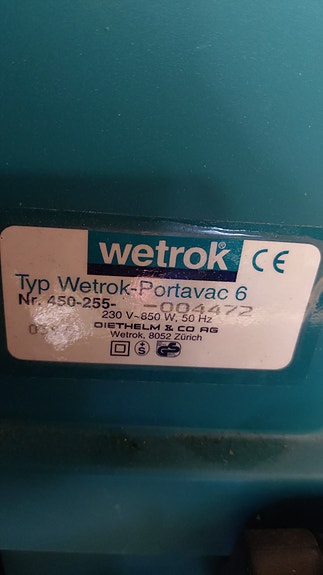 wetrok® CE
Typ Wetrok-Portavac 6
Nr. 450-255- -004472
230 V~850 W, 50 Hz
DIETHELM & CO AG
Wetrok, 8052 Zürich
S GS